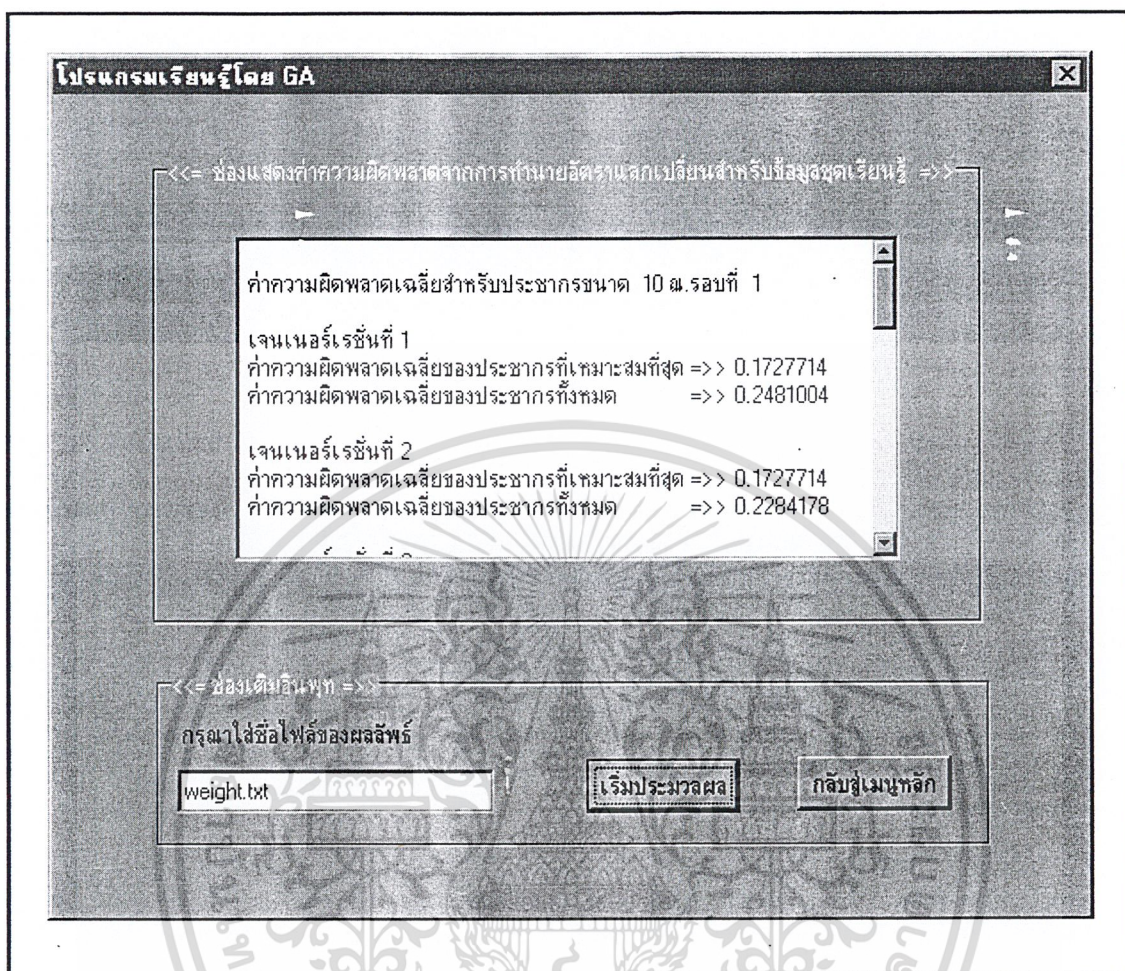 โปรแกรมเรียนรู้โดย GA
<<= ช่องแสดงค่าความผิดพลาดจากการทำนายอัตราแลกเปลี่ยนสำหรับข้อมูลชุดเรียนรู้ =>>
ค่าความผิดพลาดเฉลี่ยสำหรับประชากรขนาด 10 ณ.รอบที่ 1
เจนเนอร์เรชั่นที่ 1
ค่าความผิดพลาดเฉลี่ยของประชากรที่เหมาะสมที่สุด =>> 0.1727714
ค่าความผิดพลาดเฉลี่ยของประชากรทั้งหมด =>> 0.2481004
เจนเนอร์เรชั่นที่ 2
ค่าความผิดพลาดเฉลี่ยของประชากรที่เหมาะสมที่สุด =>> 0.1727714
ค่าความผิดพลาดเฉลี่ยของประชากรทั้งหมด =>> 0.2284178
<<= ช่องเติมอินพุท =>>
กรุณาใส่ชื่อไฟล์ของผลลัพธ์
weight.txt
เริ่มประมวลผล
กลับสู่เมนูหลัก